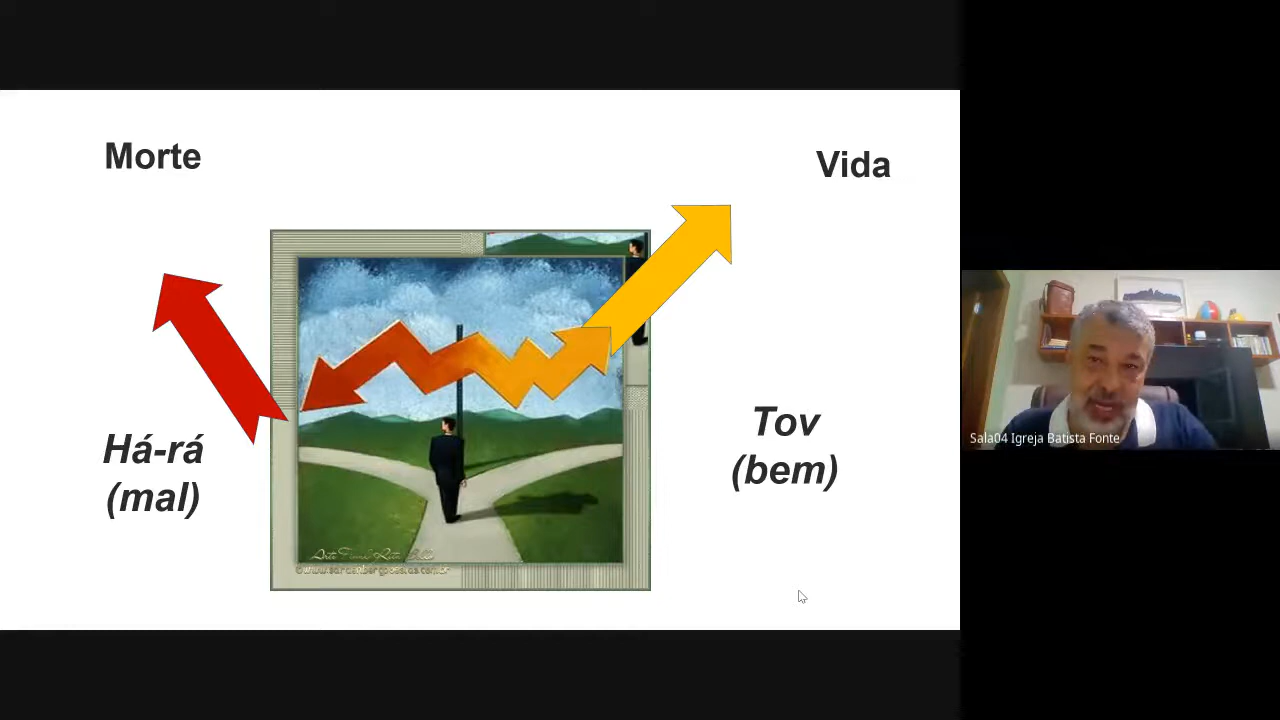 Morte
Vida
Há-rá
(mal)
Tov
(bem)
Sala04 Igreja Batista Fonte